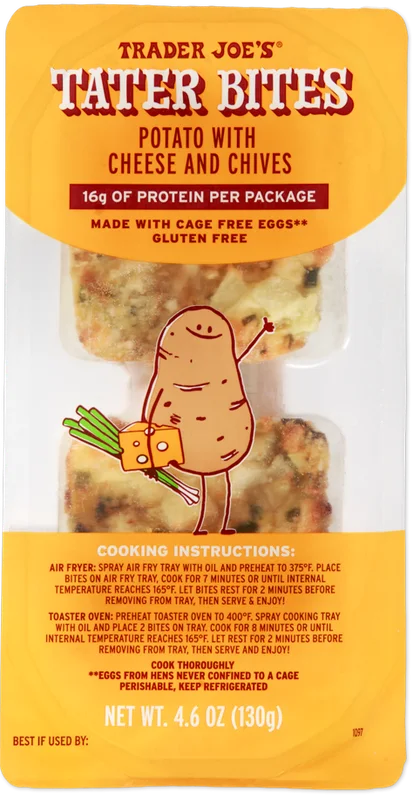 TRADER JOE'S®
TATER BITES
POTATO WITH
CHEESE AND CHIVES
16g OF PROTEIN PER PACKAGE
MADE WITH CAGE FREE EGGS**
GLUTEN FREE
COOKING INSTRUCTIONS:
AIR FRYER: SPRAY AIR FRY TRAY WITH OIL AND PREHEAT TO 375°F. PLACE
BITES ON AIR FRY TRAY, COOK FOR 7 MINUTES OR UNTIL INTERNAL
TEMPERATURE REACHES 165°F. LET BITES REST FOR 2 MINUTES BEFORE
REMOVING FROM TRAY, THEN SERVE & ENJOY!
TOASTER OVEN: PREHEAT TOASTER OVEN TO 400°F. SPRAY COOKING TRAY
WITH OIL AND PLACE 2 BITES ON TRAY. COOK FOR 8 MINUTES OR UNTIL
INTERNAL TEMPERATURE REACHES 165°F. LET REST FOR 2 MINUTES BEFORE
REMOVING FROM TRAY, THEN SERVE AND ENJOY!
COOK THOROUGHLY
**EGGS FROM HENS NEVER CONFINED TO A CAGE
PERISHABLE, KEEP REFRIGERATED
NET WT. 4.6 OZ (130g)
BEST IF USED BY:
1097